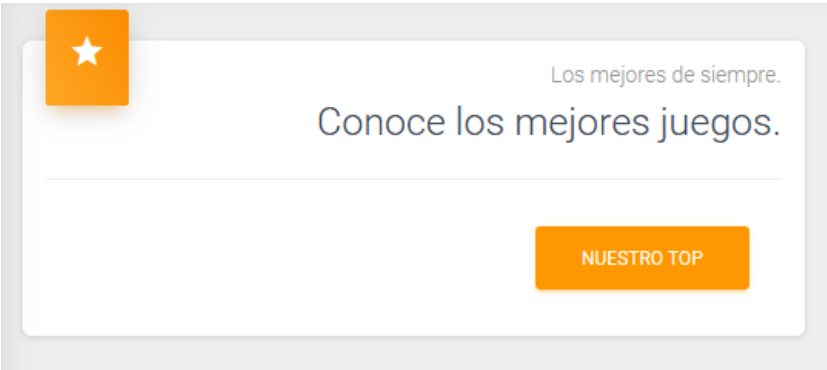 Los mejores de siempre.
Conoce los mejores juegos.
NUESTRO TOP